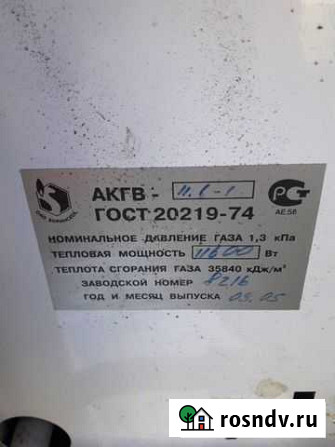 АКГВ - 11.6-1
ГОСТ 20219-74
АЕ58
НОМИНАЛЬНОЕ ДАВЛЕНИЕ ГАЗА 1,3 кПа
ТЕПЛОВАЯ МОЩНОСТЬ 11600 Вт
ТЕПЛОТА СГОРАНИЯ ГАЗА 35840 кДж/м³
ЗАВОДСКОЙ НОМЕР 8216
ГОД И МЕСЯЦ ВЫПУСКА 09.05
rosndv.ru